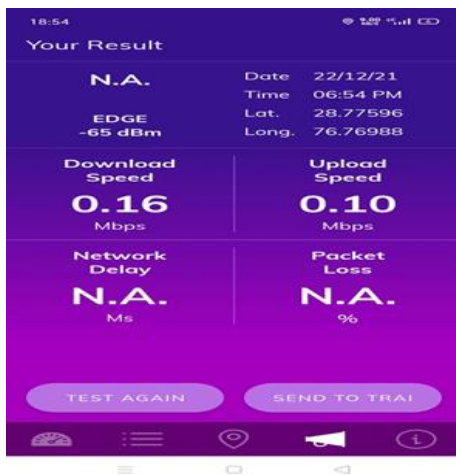 18:54
Your Result
N.A.
EDGE
-65 dBm
Date 22/12/21
Time 06:54 PM
Lat. 28.77596
Long. 76.76988
Download
Speed
0.16
Mbps
Upload
Speed
0.10
Mbps
Network
Delay
N.A.
Ms
Packet
Loss
N.A.
%
TEST AGAIN
SEND TO TRAI